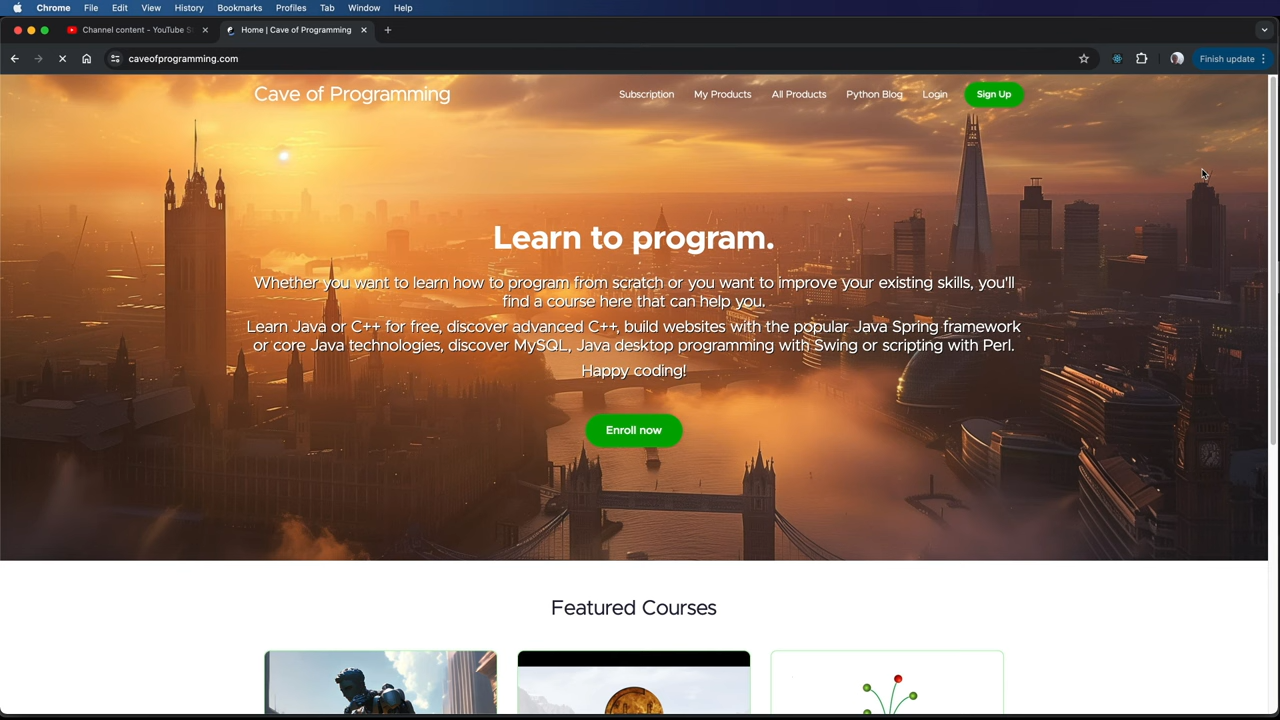 Chrome File Edit View History Bookmarks Profiles Tab Window Help
Channel content - YouTube S
Home | Cave of Programming
caveofprogramming.com
Finish update
Cave of Programming
Subscription My Products All Products Python Blog Login Sign Up
Learn to program.
Whether you want to learn how to program from scratch or you want to improve your existing skills, you'll
find a course here that can help you.
Learn Java or C++ for free, discover advanced C++, build websites with the popular Java Spring framework
or core Java technologies, discover MySQL, Java desktop programming with Swing or scripting with Perl.
Happy coding!
Enroll now
Featured Courses